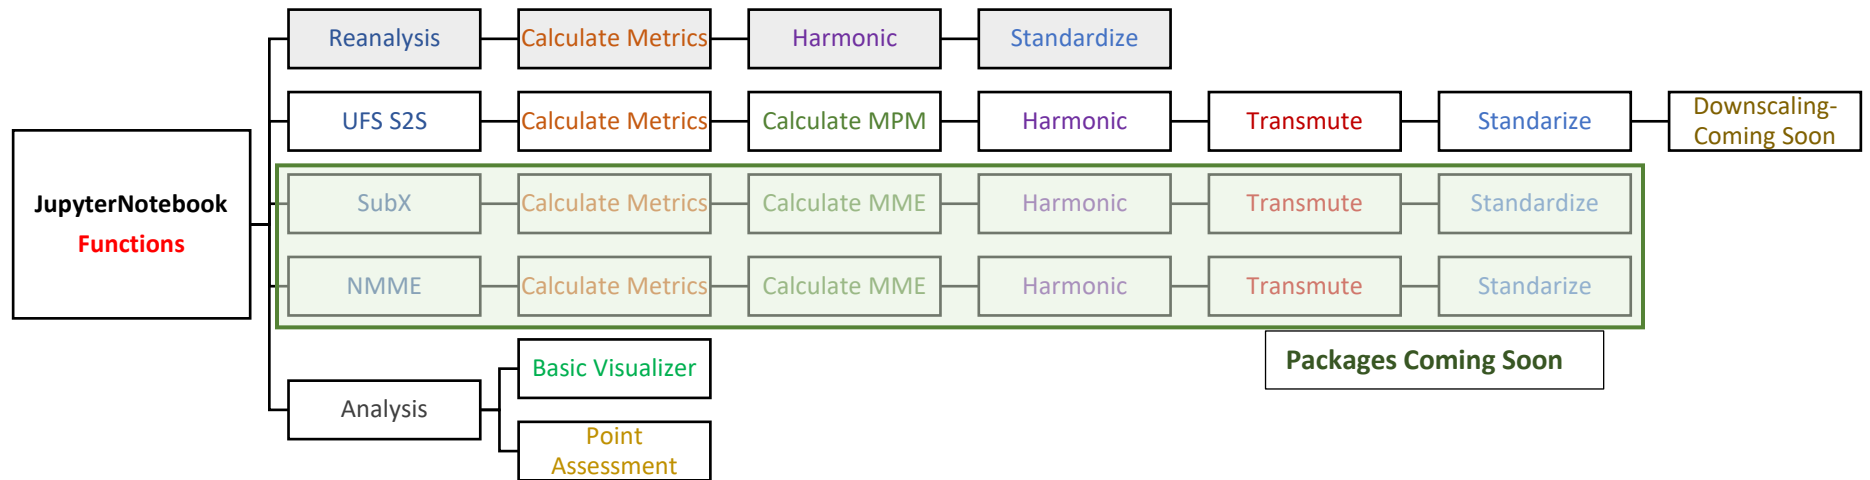 Reanalysis
Calculate Metrics
Harmonic
Standardize
UFS S2S
Calculate Metrics
Calculate MPM
Harmonic
Transmute
Standarize
Downscaling-
Coming Soon
JupyterNotebook
Functions
SubX
Calculate Metrics
Calculate MME
Harmonic
Transmute
Standardize
NMME
Calculate Metrics
Calculate MME
Harmonic
Transmute
Standarize
Packages Coming Soon
Basic Visualizer
Analysis
Point
Assessment